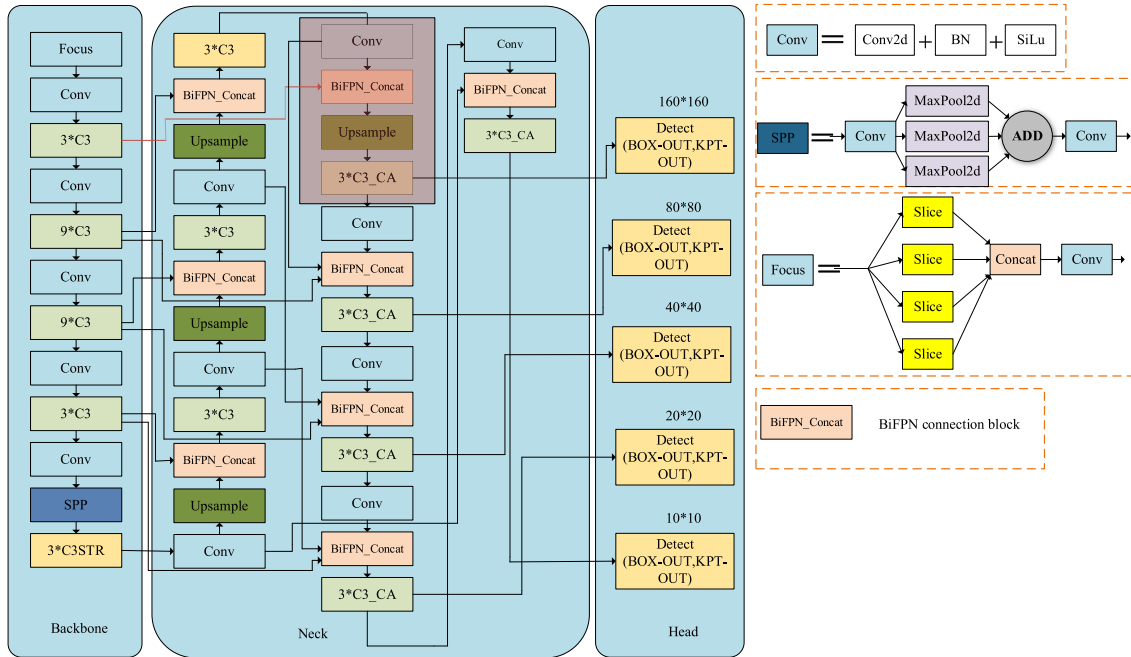 Focus
Conv
3*C3
Conv
9*C3
Conv
9*C3
Conv
3*C3
Conv
SPP
3*C3STR
Backbone
3*C3
BiFPN_Concat
Upsample
Conv
3*C3
BiFPN_Concat
Upsample
Conv
3*C3
BiFPN_Concat
Upsample
Conv
Conv
BiFPN_Concat
Upsample
3*C3_CA
Conv
BiFPN_Concat
3*C3_CA
Conv
BiFPN_Concat
3*C3_CA
Conv
BiFPN_Concat
3*C3_CA
Conv
BiFPN_Concat
3*C3_CA
Neck
160*160
Detect
(BOX-OUT,KPT-
OUT)
80*80
Detect
(BOX-OUT,KPT-
OUT)
40*40
Detect
(BOX-OUT,KPT-
OUT)
20*20
Detect
(BOX-OUT,KPT-
OUT)
10*10
Detect
(BOX-OUT,KPT-
OUT)
Head
Conv = Conv2d + BN + SiLu
SPP = Conv
MaxPool2d
MaxPool2d
MaxPool2d
ADD
Conv
Focus =
Slice
Slice
Slice
Slice
Concat
Conv
BiFPN_Concat BiFPN connection block